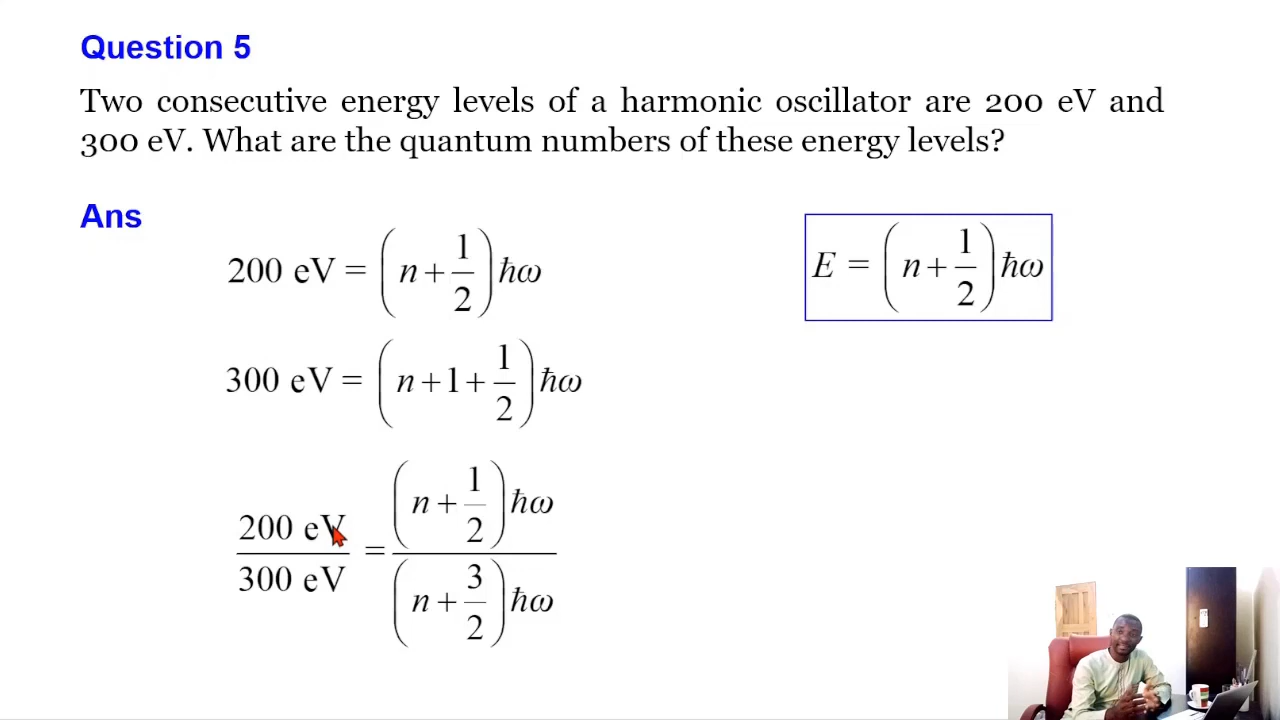 Question 5
Two consecutive energy levels of a harmonic oscillator are 200 eV and
300 eV. What are the quantum numbers of these energy levels?
Ans
200 eV = (n + 1/2) ħω
E = (n + 1/2) ħω
300 eV = (n + 1 + 1/2) ħω
200 eV / 300 eV = (n + 1/2) ħω / (n + 3/2) ħω